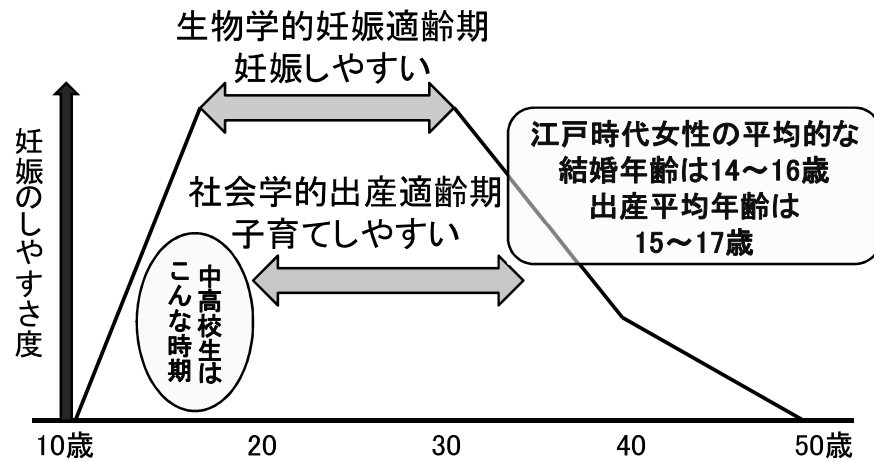 生物学的妊娠適齢期
妊娠しやすい
江戸時代女性の平均的な
結婚年齢は14～16歳
出産平均年齢は
15～17歳
社会学的出産適齢期
子育てしやすい
妊娠のしやすさ度
中高校生は
こんな時期
10歳
20
30
40
50歳